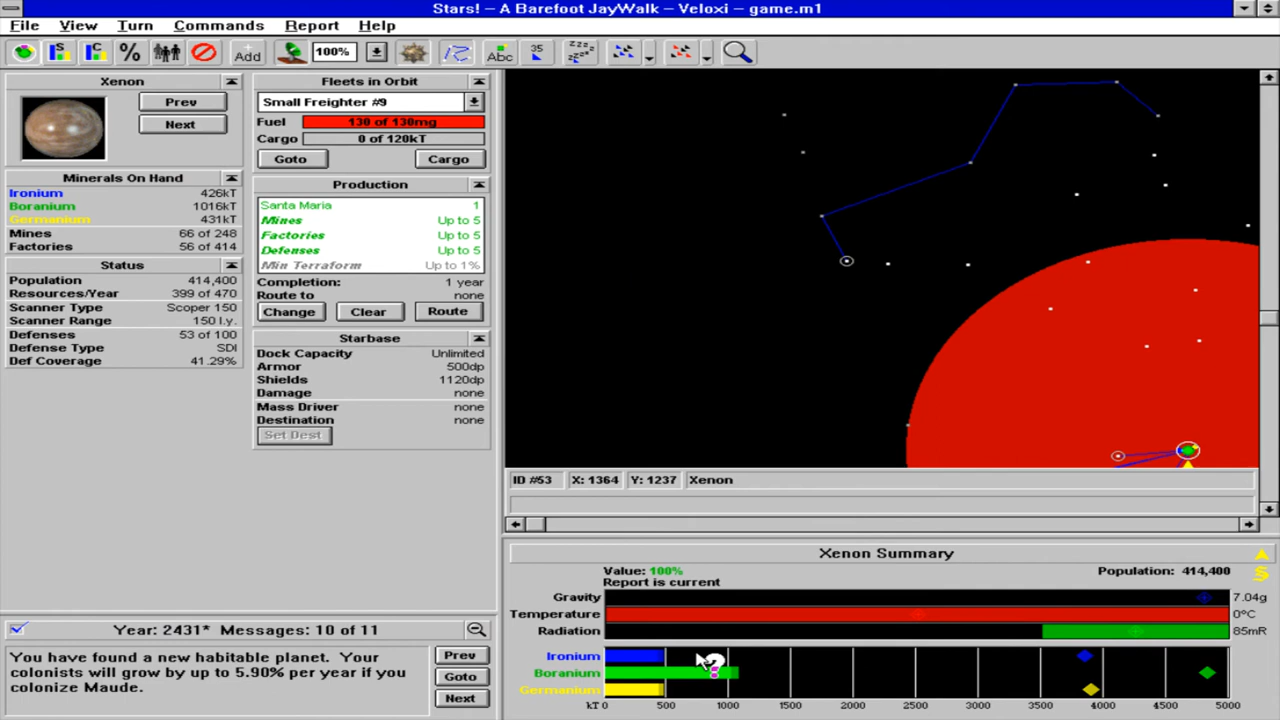 Stars! – A Barefoot JayWalk – Veloxi – game.m1
File View Turn Commands Report Help
S C % Add 100% Abc 35 zzz
Xenon
Prev
Next
Minerals On Hand
Ironium 426kT
Boranium 1016kT
Germanium 431kT
Mines 66 of 248
Factories 56 of 414
Status
Population 414,400
Resources/Year 399 of 470
Scanner Type Scoper 150
Scanner Range 150 l.y.
Defenses 53 of 100
Defense Type SDI
Def Coverage 41.29%
Fleets in Orbit
Small Freighter #9
Fuel 130 of 130mg
Cargo 0 of 120kT
Goto Cargo
Production
Santa Maria 1
Mines Up to 5
Factories Up to 5
Defenses Up to 5
Min Terraform Up to 1%
Completion: 1 year
Route to none
Change Clear Route
Starbase
Dock Capacity Unlimited
Armor 500dp
Shields 1120dp
Damage none
Mass Driver none
Destination none
Set Dest
ID #53 X: 1364 Y: 1237 Xenon
Xenon Summary
Value: 100% Population: 414,400
Report is current
Gravity 7.04g
Temperature 0°C
Radiation 85mR
Ironium
Boranium
Germanium
kT 0 500 1000 1500 2000 2500 3000 3500 4000 4500 5000
Year: 2431* Messages: 10 of 11
You have found a new habitable planet. Your
colonists will grow by up to 5.90% per year if you
colonize Maude.
Prev
Goto
Next